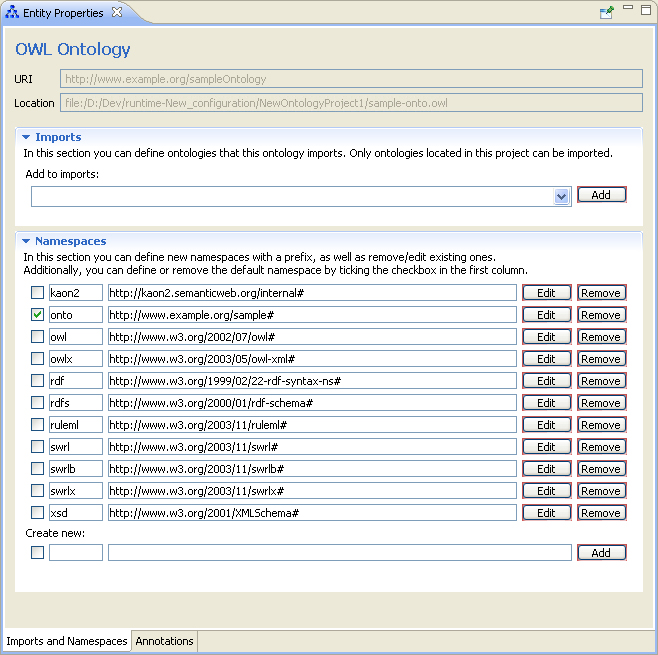 Entity Properties
OWL Ontology
URI http://www.example.org/sampleOntology
Location file:/D:/Dev/runtime-New_configuration/NewOntologyProject1/sample-onto.owl
Imports
In this section you can define ontologies that this ontology imports. Only ontologies located in this project can be imported.
Add to imports:
Add
Namespaces
In this section you can define new namespaces with a prefix, as well as remove/edit existing ones.
Additionally, you can define or remove the default namespace by ticking the checkbox in the first column.
kaon2 http://kaon2.semanticweb.org/internal# Edit Remove
onto http://www.example.org/sample# Edit Remove
owl http://www.w3.org/2002/07/owl# Edit Remove
owlx http://www.w3.org/2003/05/owl-xml# Edit Remove
rdf http://www.w3.org/1999/02/22-rdf-syntax-ns# Edit Remove
rdfs http://www.w3.org/2000/01/rdf-schema# Edit Remove
ruleml http://www.w3.org/2003/11/ruleml# Edit Remove
swrl http://www.w3.org/2003/11/swrl# Edit Remove
swrlb http://www.w3.org/2003/11/swrlb# Edit Remove
swrlx http://www.w3.org/2003/11/swrlx# Edit Remove
xsd http://www.w3.org/2001/XMLSchema# Edit Remove
Create new:
Add
Imports and Namespaces Annotations